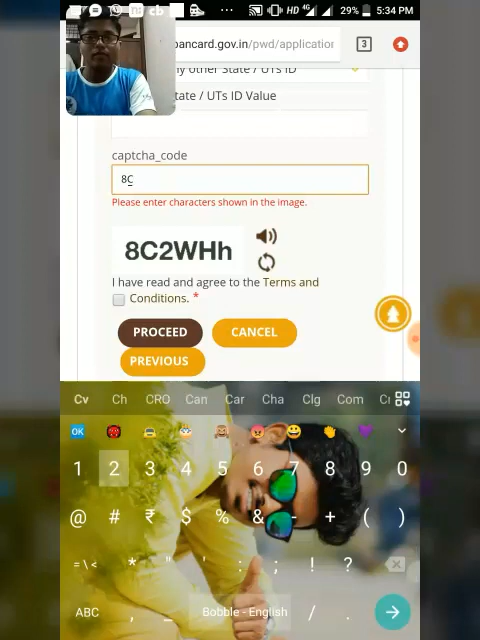 cb ... HD 4G 29% 5:34 PM
pancard.gov.in/pwd/application 3
ny other State / UTs ID
tate / UTs ID Value
captcha_code
8C
Please enter characters shown in the image.
8C2WHh
I have read and agree to the Terms and
Conditions. *
PROCEED CANCEL
PREVIOUS
Cv Ch CRO Can Car Cha Clg Com
OK
1 2 3 4 5 6 7 8 9 0
@ # ₹ $ % & - + ( )
=\< * " ' : ; ! ?
ABC , _ Bobble - English / .